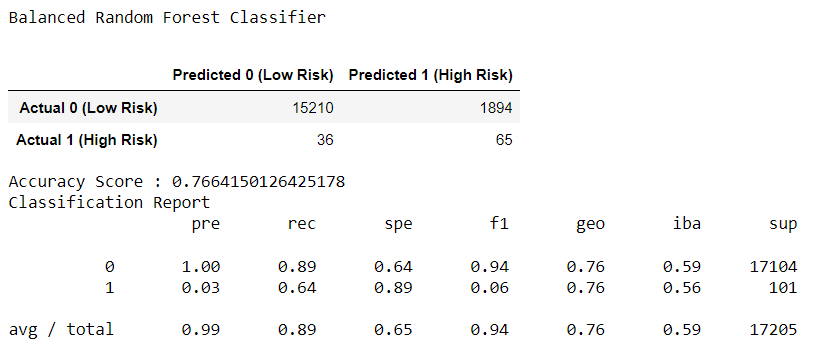 Balanced Random Forest Classifier
Predicted 0 (Low Risk) Predicted 1 (High Risk)
Actual 0 (Low Risk) 15210 1894
Actual 1 (High Risk) 36 65
Accuracy Score : 0.7664150126425178
Classification Report
pre rec spe f1 geo iba sup
0 1.00 0.89 0.64 0.94 0.76 0.59 17104
1 0.03 0.64 0.89 0.06 0.76 0.56 101
avg / total 0.99 0.89 0.65 0.94 0.76 0.59 17205